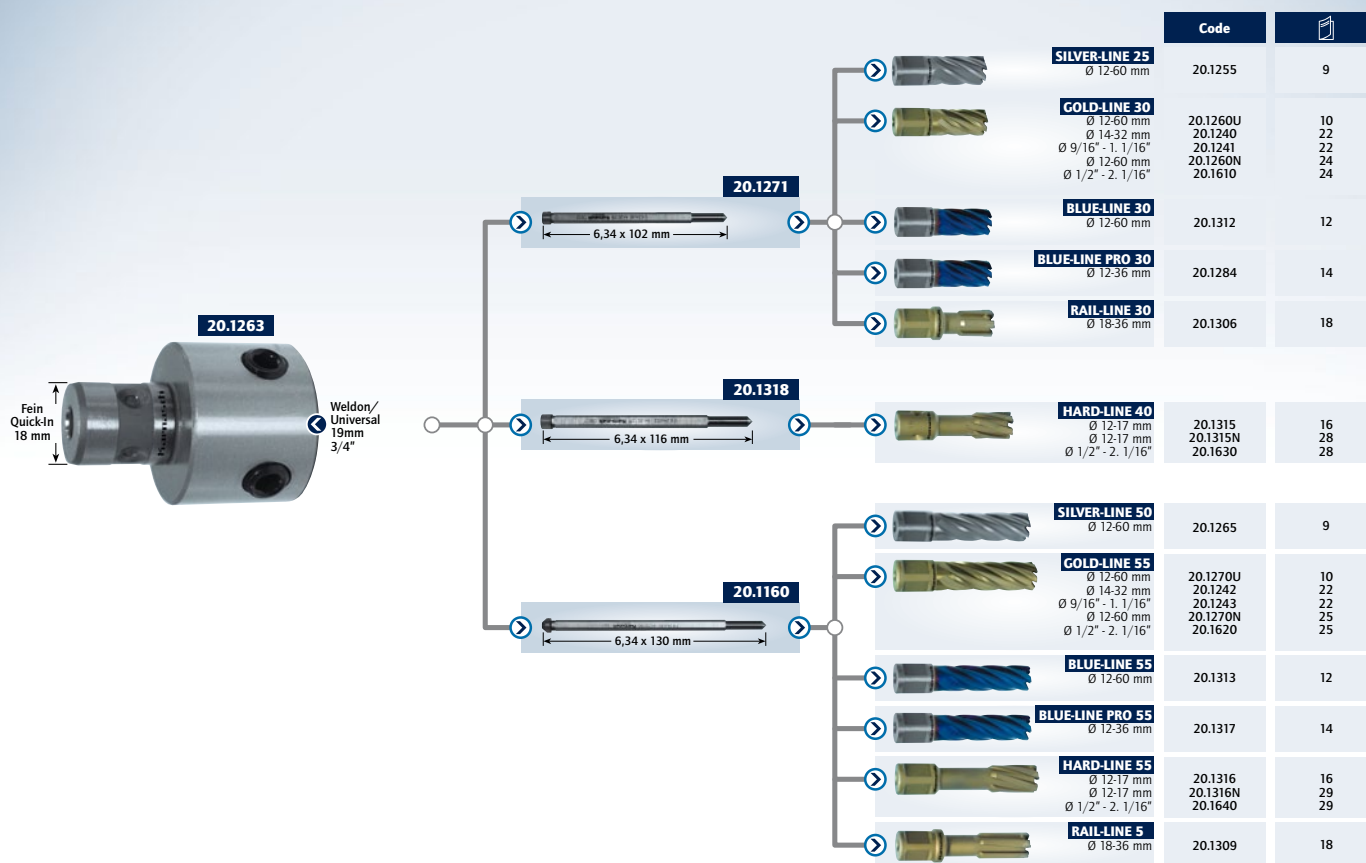 Code
SILVER-LINE 25
Ø 12-60 mm 20.1255 9
GOLD-LINE 30
Ø 12-60 mm 20.1260U 10
Ø 14-32 mm 20.1240 22
Ø 9/16” - 1. 1/16” 20.1241 22
Ø 12-60 mm 20.1260N 24
Ø 1/2” - 2. 1/16” 20.1610 24
20.1271
6,34 x 102 mm
BLUE-LINE 30
Ø 12-60 mm 20.1312 12
BLUE-LINE PRO 30
Ø 12-36 mm 20.1284 14
RAIL-LINE 30
Ø 18-36 mm 20.1306 18
20.1263
Fein
Quick-In
18 mm
Weldon/
Universal
19mm
3/4”
20.1318
6,34 x 116 mm
HARD-LINE 40
Ø 12-17 mm 20.1315 16
Ø 12-17 mm 20.1315N 28
Ø 1/2” - 2. 1/16” 20.1630 28
SILVER-LINE 50
Ø 12-60 mm 20.1265 9
GOLD-LINE 55
Ø 12-60 mm 20.1270U 10
Ø 14-32 mm 20.1242 22
Ø 9/16” - 1. 1/16” 20.1243 22
Ø 12-60 mm 20.1270N 25
Ø 1/2” - 2. 1/16” 20.1620 25
20.1160
6,34 x 130 mm
BLUE-LINE 55
Ø 12-60 mm 20.1313 12
BLUE-LINE PRO 55
Ø 12-36 mm 20.1317 14
HARD-LINE 55
Ø 12-17 mm 20.1316 16
Ø 12-17 mm 20.1316N 29
Ø 1/2” - 2. 1/16” 20.1640 29
RAIL-LINE 5
Ø 18-36 mm 20.1309 18